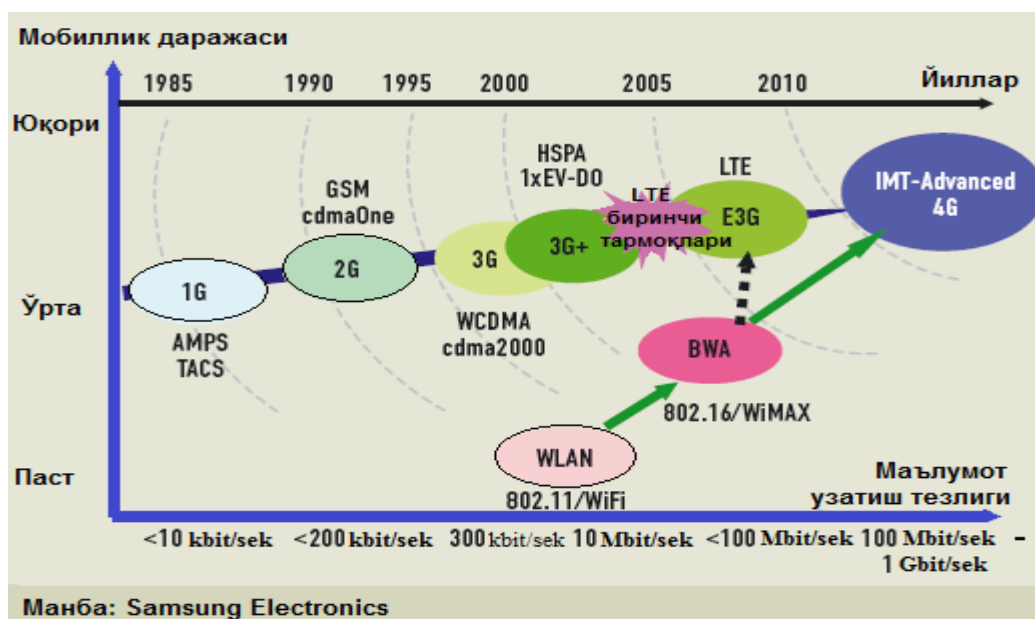 Мобиллик даражаси
1985 1990 1995 2000 2005 2010 Йиллар
Юқори
HSPA
1xEV-DO
LTE
GSM
cdmaOne
LTE
биринчи
тармоқлари
IMT-Advanced
4G
1G
2G
3G
3G+
E3G
Ўрта
AMPS
TACS
WCDMA
cdma2000
BWA
802.16/WiMAX
WLAN
802.11/WiFi
Паст
Маълумот
узатиш тезлиги
<10 kbit/sek <200 kbit/sek 300 kbit/sek 10 Mbit/sek <100 Mbit/sek 100 Mbit/sek –
1 Gbit/sek
Манба: Samsung Electronics